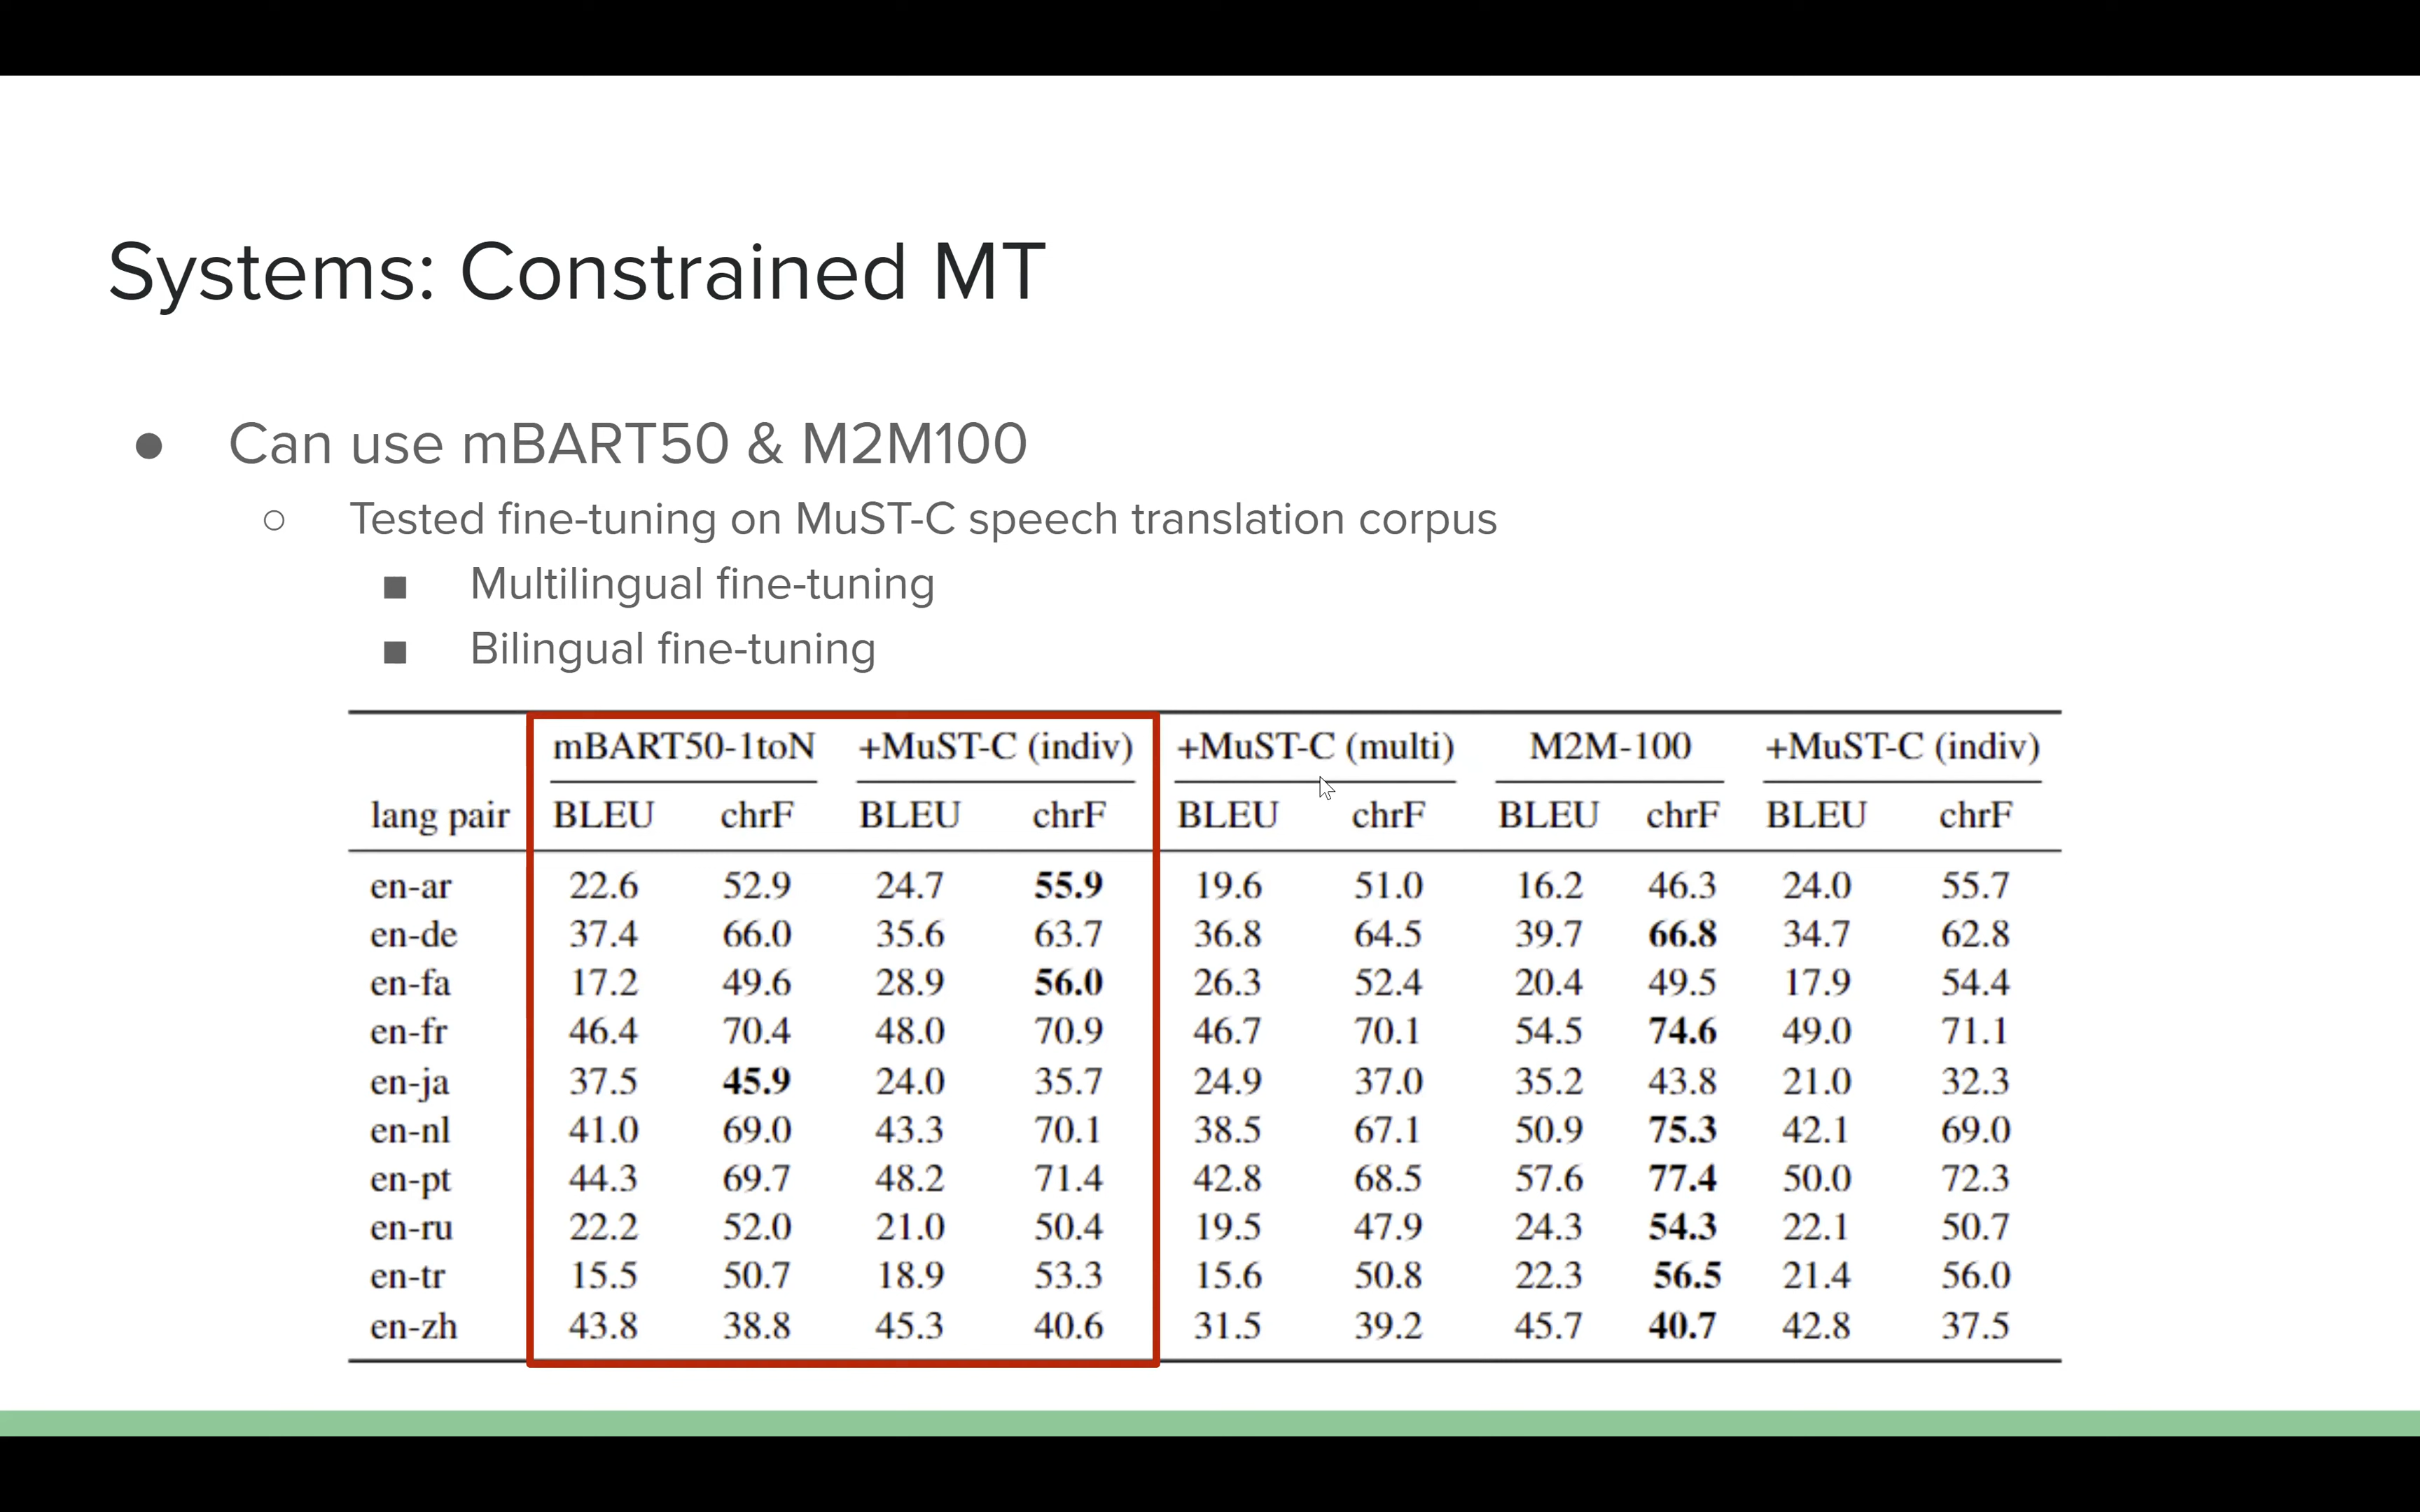 Systems: Constrained MT
● Can use mBART50 & M2M100
○ Tested fine-tuning on MuST-C speech translation corpus
■ Multilingual fine-tuning
■ Bilingual fine-tuning
mBART50-1toN +MuST-C (indiv) +MuST-C (multi) M2M-100 +MuST-C (indiv)
lang pair BLEU chrF BLEU chrF BLEU chrF BLEU chrF BLEU chrF
en-ar 22.6 52.9 24.7 55.9 19.6 51.0 16.2 46.3 24.0 55.7
en-de 37.4 66.0 35.6 63.7 36.8 64.5 39.7 66.8 34.7 62.8
en-fa 17.2 49.6 28.9 56.0 26.3 52.4 20.4 49.5 17.9 54.4
en-fr 46.4 70.4 48.0 70.9 46.7 70.1 54.5 74.6 49.0 71.1
en-ja 37.5 45.9 24.0 35.7 24.9 37.0 35.2 43.8 21.0 32.3
en-nl 41.0 69.0 43.3 70.1 38.5 67.1 50.9 75.3 42.1 69.0
en-pt 44.3 69.7 48.2 71.4 42.8 68.5 57.6 77.4 50.0 72.3
en-ru 22.2 52.0 21.0 50.4 19.5 47.9 24.3 54.3 22.1 50.7
en-tr 15.5 50.7 18.9 53.3 15.6 50.8 22.3 56.5 21.4 56.0
en-zh 43.8 38.8 45.3 40.6 31.5 39.2 45.7 40.7 42.8 37.5